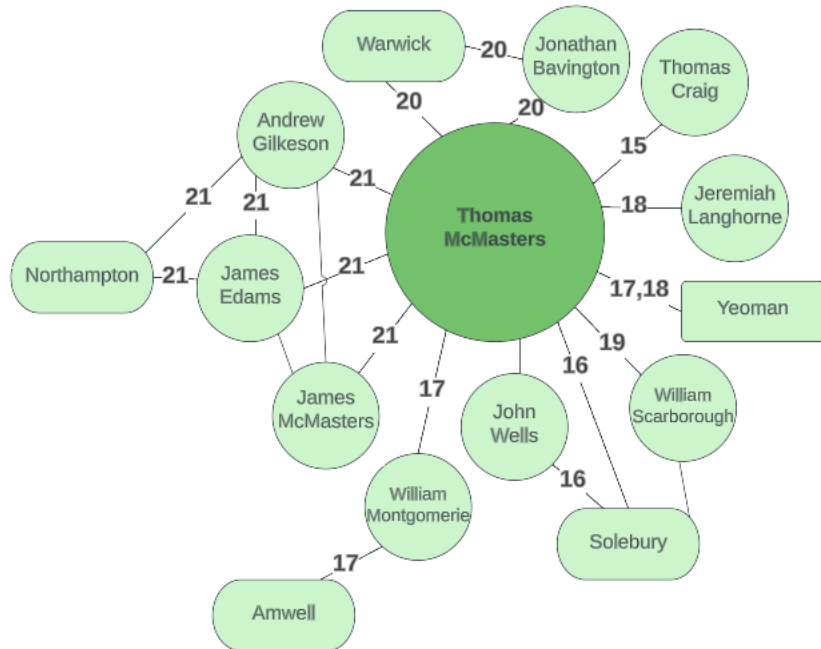 Warwick
20
Jonathan
Bavington
Thomas
Craig
20
20
Andrew
Gilkeson
15
21
Jeremiah
Langhorne
21
21
18
Thomas
McMasters
Northampton
21
James
Edams
21
17,18
Yeoman
21
19
16
James
McMasters
17
John
Wells
William
Scarborough
16
William
Montgomerie
Solebury
17
Amwell